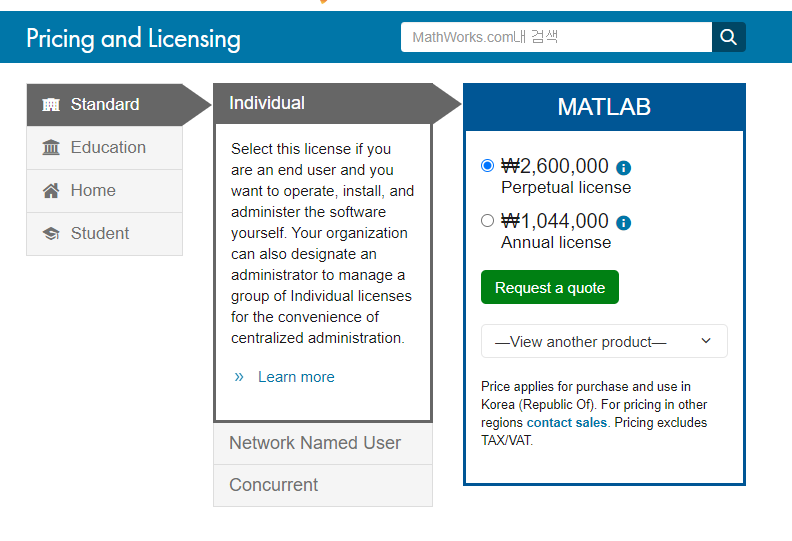 Pricing and Licensing
MathWorks.com내 검색
Standard
Education
Home
Student
Individual
Select this license if you
are an end user and you
want to operate, install, and
administer the software
yourself. Your organization
can also designate an
administrator to manage a
group of Individual licenses
for the convenience of
centralized administration.
» Learn more
Network Named User
Concurrent
MATLAB
₩2,600,000
Perpetual license
₩1,044,000
Annual license
Request a quote
—View another product—
Price applies for purchase and use in
Korea (Republic Of). For pricing in other
regions contact sales. Pricing excludes
TAX/VAT.